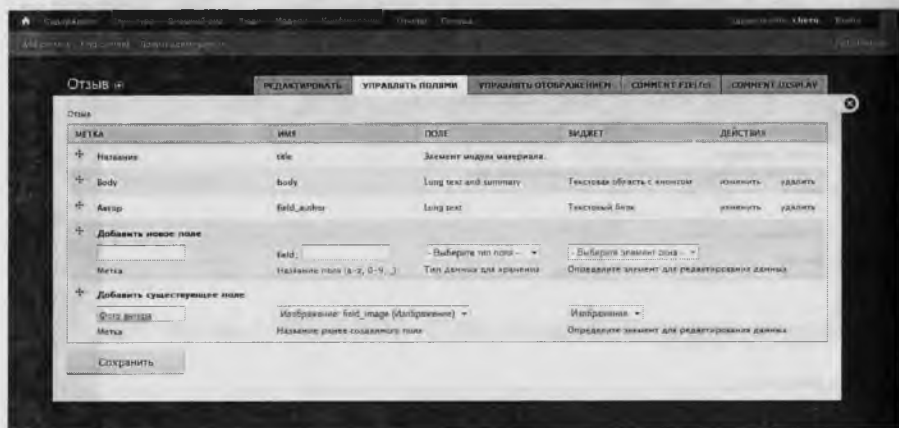 Отзыв
РЕДАКТИРОВАТЬ УПРАВЛЯТЬ ПОЛЯМИ УПРАВЛЯТЬ ОТОБРАЖЕНИЕМ COMMENT FIELDS COMMENT DISPLAY
Отзыв
МЕТКА ИМЯ ПОЛЕ ВИДЖЕТ ДЕЙСТВИЯ
Название title Элемент модуля материала.
Body body Long text and summary Текстовая область с анонсом изменить удалить
Автор field_author Long text Текстовый блок изменить удалить
Добавить новое поле
field_ - Выберите тип поля - - Выберите элемент поля -
Метка Название поля (a-z, 0-9, _) Тип данных для хранения Определите элемент для редактирования данных
Добавить существующее поле
Фото автора Изображение: field_image (Изображение) Изображение
Метка Название ранее созданного поля Определите элемент для редактирования данных
Сохранить